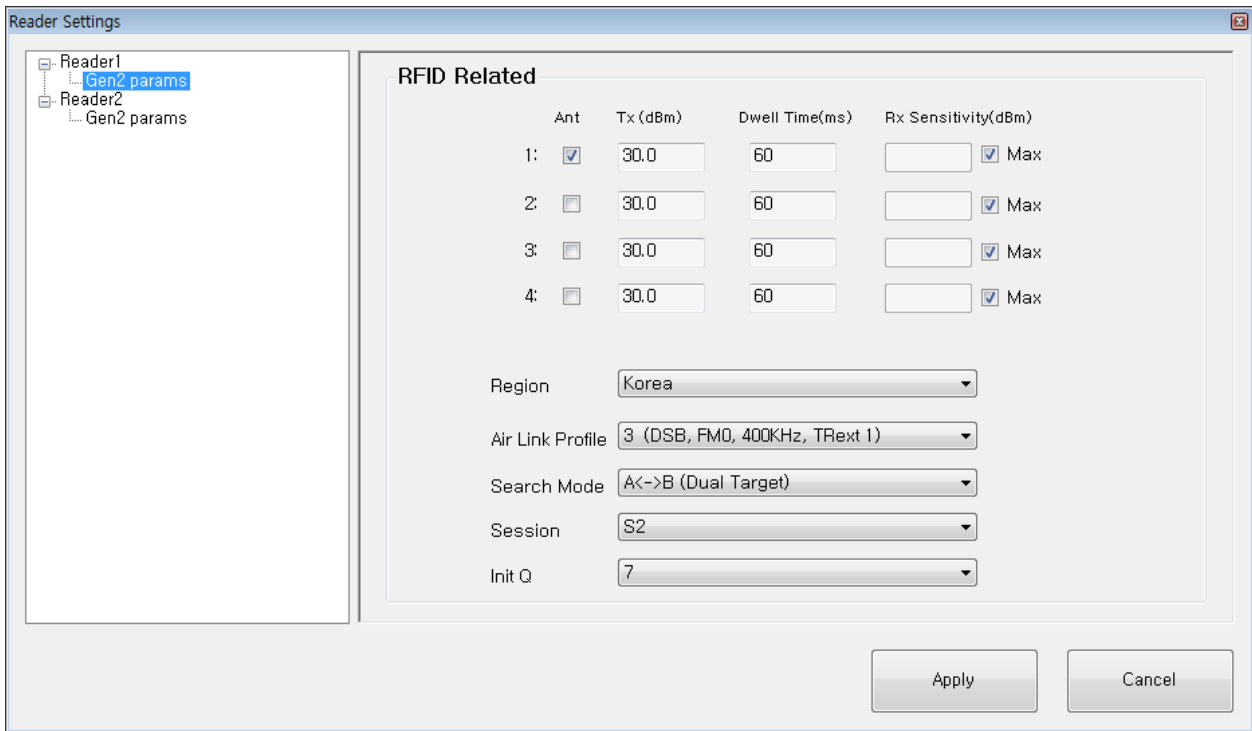 Reader Settings
Reader1
Gen2 params
Reader2
Gen2 params
RFID Related
Ant Tx (dBm) Dwell Time(ms) Rx Sensitivity(dBm)
1: 30.0 60 Max
2: 30.0 60 Max
3: 30.0 60 Max
4: 30.0 60 Max
Region Korea
Air Link Profile 3 (DSB, FM0, 400KHz, TRext 1)
Search Mode A<->B (Dual Target)
Session S2
Init Q 7
Apply Cancel